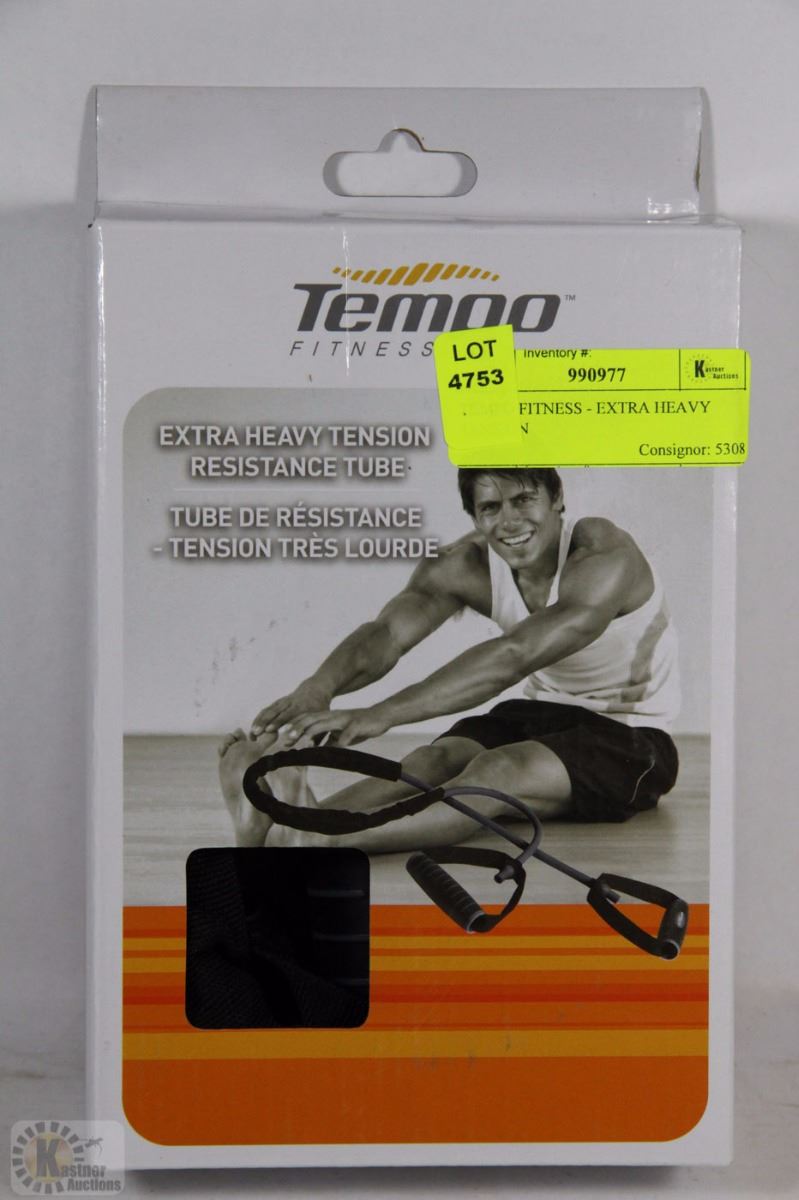 Tempo™
FITNESS
LOT
4753
Inventory #:
990977
Kastner
Auctions
FITNESS - EXTRA HEAVY
Consignor: 5308
EXTRA HEAVY TENSION
RESISTANCE TUBE
TUBE DE RÉSISTANCE
- TENSION TRÈS LOURDE
Kastner
Auctions